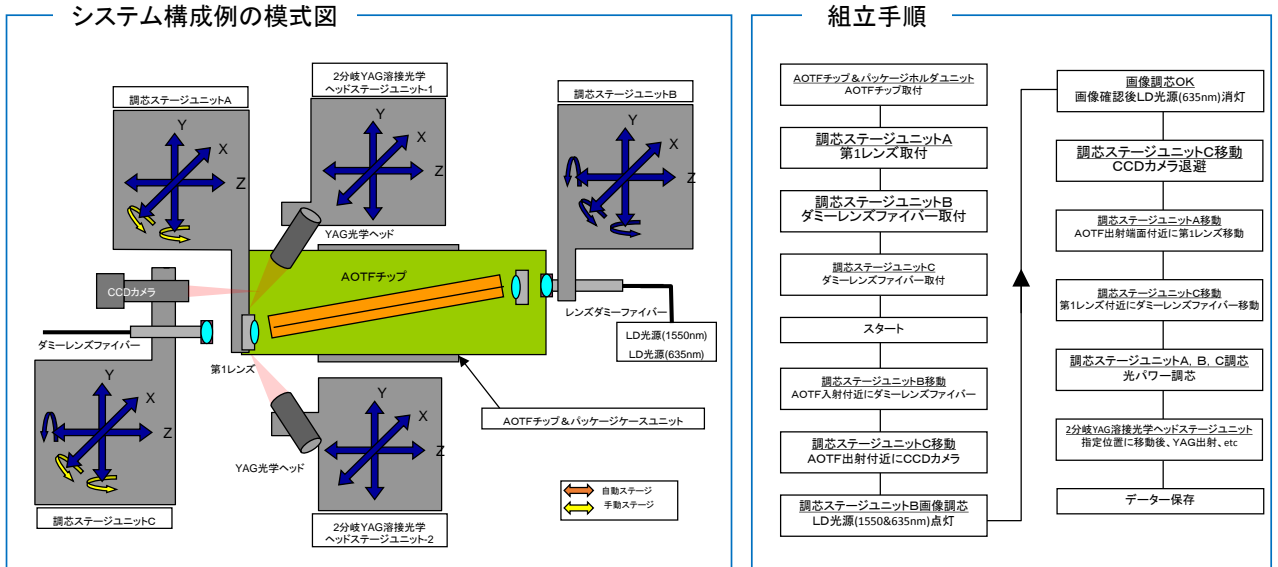 システム構成例の模式図
2分岐YAG溶接光学
ヘッドステージユニット-1
調芯ステージユニットA
調芯ステージユニットB
Y
X
Z
Y
X
Z
Y
X
Z
YAG光学ヘッド
AOTFチップ
CCDカメラ
ダミーレンズファイバー
第1レンズ
レンズダミーファイバー
LD光源(1550nm)
LD光源(635nm)
Y
X
Z
Y
X
Z
AOTFチップ＆パッケージケースユニット
YAG光学ヘッド
自動ステージ
手動ステージ
調芯ステージユニットC
2分岐YAG溶接光学
ヘッドステージユニット-2
組立手順
AOTFチップ＆パッケージホルダユニット
AOTFチップ取付
調芯ステージユニットA
第1レンズ取付
調芯ステージユニットB
ダミーレンズファイバー取付
調芯ステージユニットC
ダミーレンズファイバー取付
スタート
調芯ステージユニットB移動
AOTF入射付近にダミーレンズファイバー
調芯ステージユニットC移動
AOTF出射付近にCCDカメラ
調芯ステージユニットB画像調芯
LD光源(1550&635nm)点灯
画像調芯OK
画像確認後LD光源(635nm)消灯
調芯ステージユニットC移動
CCDカメラ退避
調芯ステージユニットA移動
AOTF出射端面付近に第1レンズ移動
調芯ステージユニットC移動
第1レンズ付近にダミーレンズファイバー移動
調芯ステージユニットA, B, C調芯
光パワー調芯
2分岐YAG溶接光学ヘッドステージユニット
指定位置に移動後、YAG出射、etc
データー保存